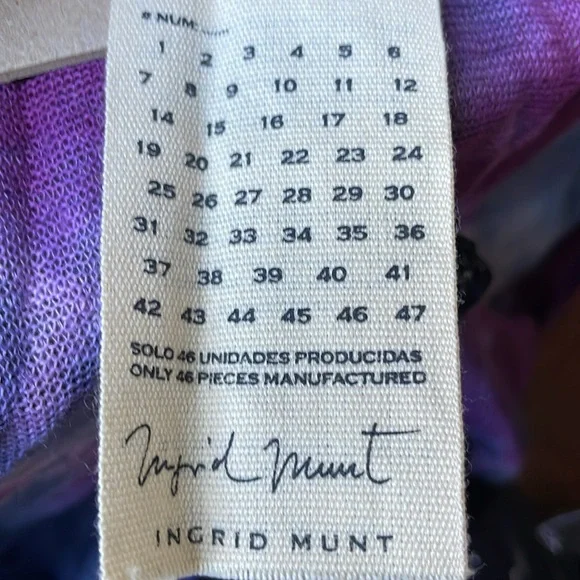 # NUM:......
1 2 3 4 5 6
7 8 9 10 11 12
14 15 16 17 18
19 20 21 22 23 24
25 26 27 28 29 30
31 32 33 34 35 36
37 38 39 40 41
42 43 44 45 46 47
SOLO 46 UNIDADES PRODUCIDAS
ONLY 46 PIECES MANUFACTURED
Ingrid Munt
INGRID MUNT